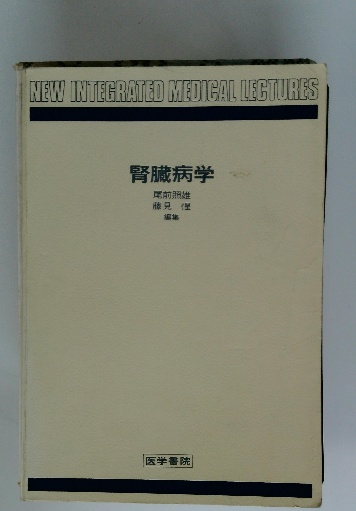 NEW INTEGRATED MEDICAL LECTURES
腎臓病学
尾前照雄
藤見 惺
編集
医学書院